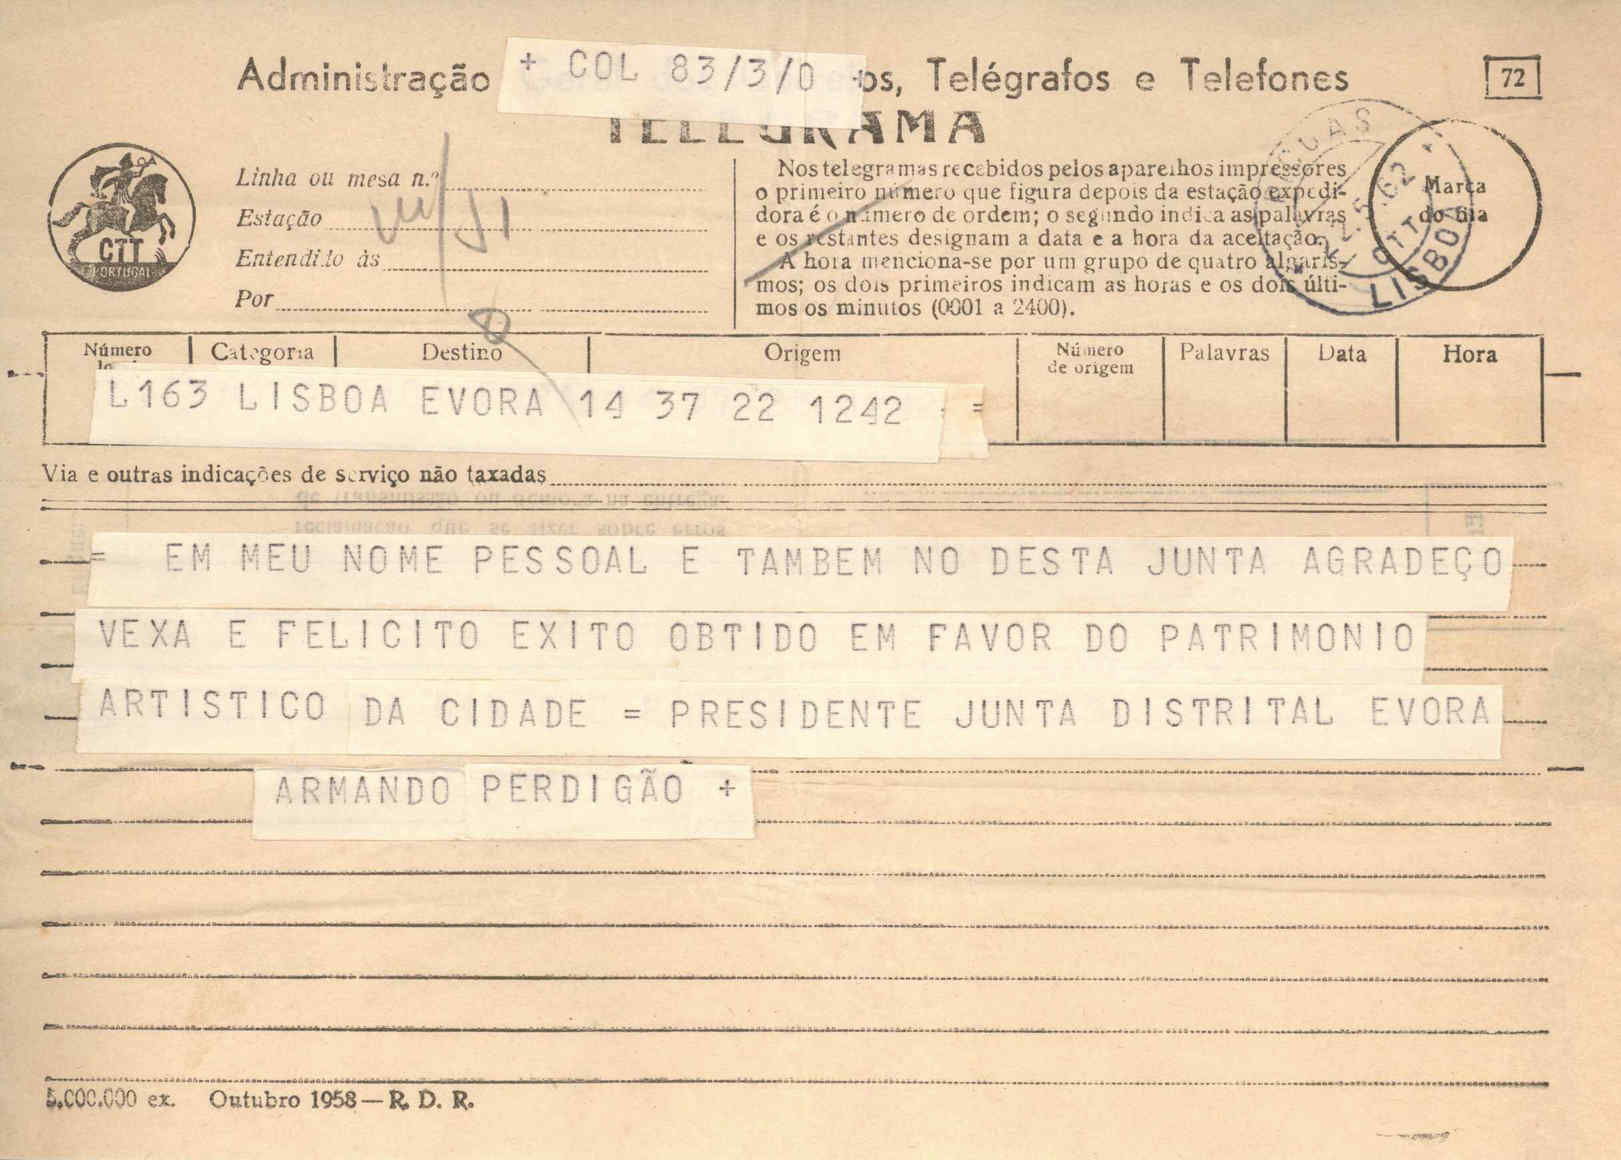 Administração
+ COL 83/3/0 +
os, Telégrafos e Telefones
72
TELEGRAMA
CTT
PORTUGAL
Linha ou mesa n.º
Estação
Entendido às
Por
Nos telegramas recebidos pelos aparelhos impressores
o primeiro número que figura depois da estação expedi-
dora é o número de ordem; o segundo indica as palavras
e os restantes designam a data e a hora da aceitação.
A hora menciona-se por um grupo de quatro algaris-
mos; os dois primeiros indicam as horas e os dois últi-
mos os minutos (0001 a 2400).
Marca
do dia
CTT
LISBOA
Número
Categoria
Destino
Origem
Número
de origem
Palavras
Data
Hora
L163 LISBOA EVORA 14 37 22 1242 =
Via e outras indicações de serviço não taxadas
= EM MEU NOME PESSOAL E TAMBEM NO DESTA JUNTA AGRADEÇO
VEXA E FELICITO EXITO OBTIDO EM FAVOR DO PATRIMONIO
ARTISTICO DA CIDADE = PRESIDENTE JUNTA DISTRITAL EVORA
ARMANDO PERDIGÃO +
5.000.000 ex. Outubro 1958 — R. D. R.